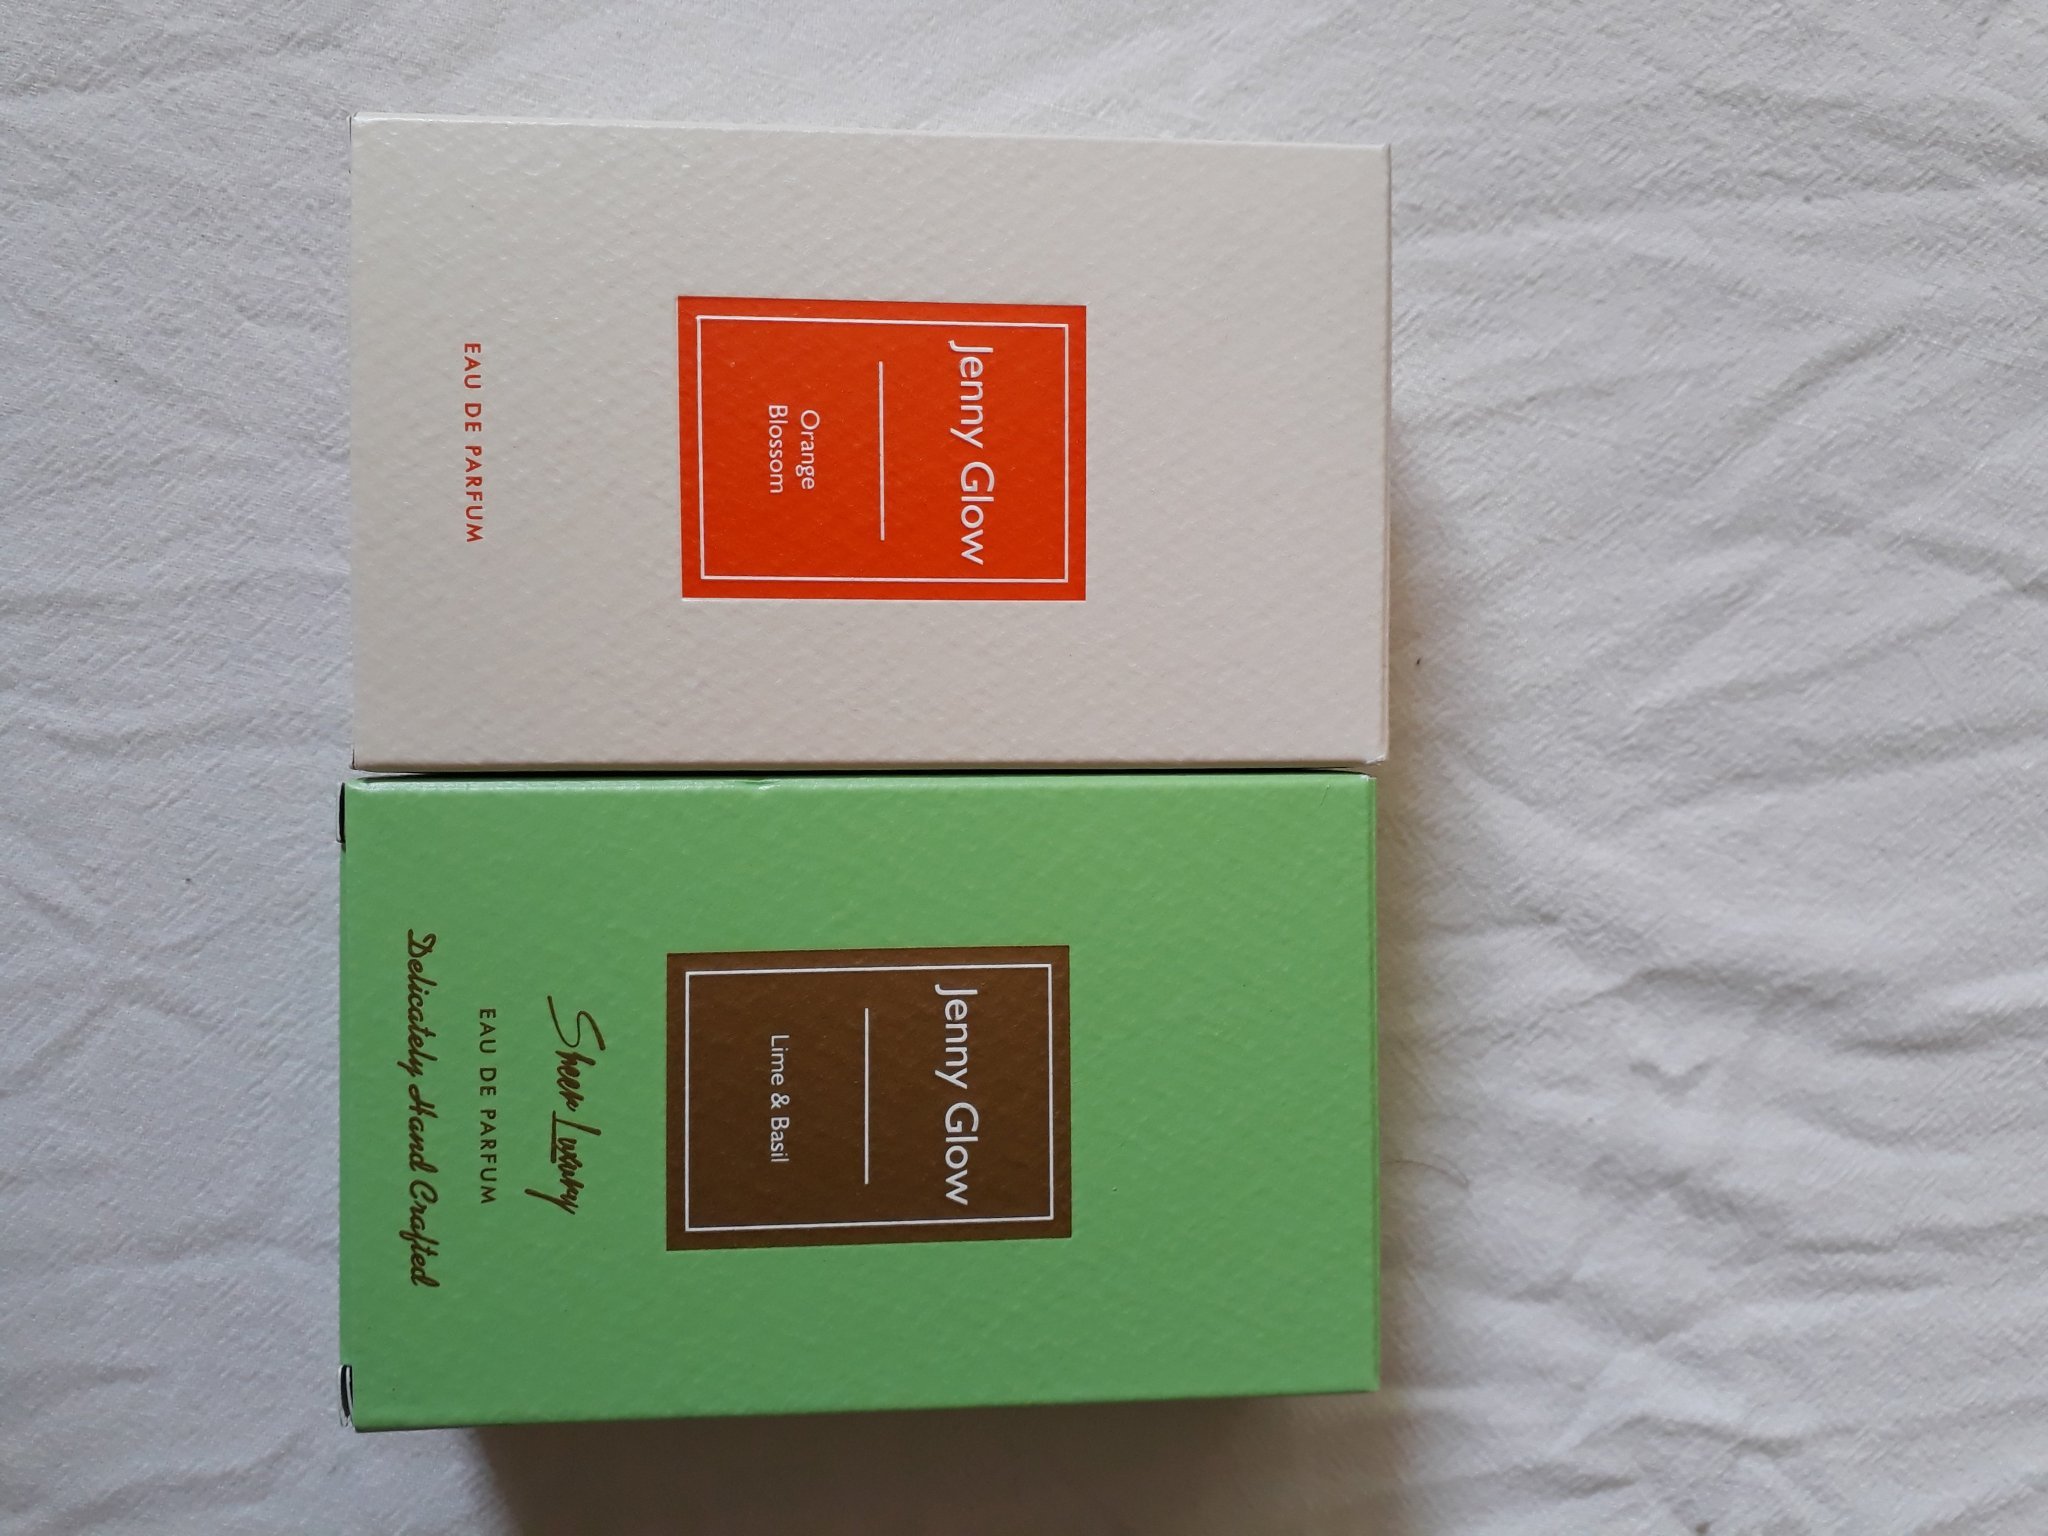 Jenny Glow
Orange
Blossom
EAU DE PARFUM
Jenny Glow
Lime & Basil
Sheer Luxury
EAU DE PARFUM
Delicately Hand Crafted